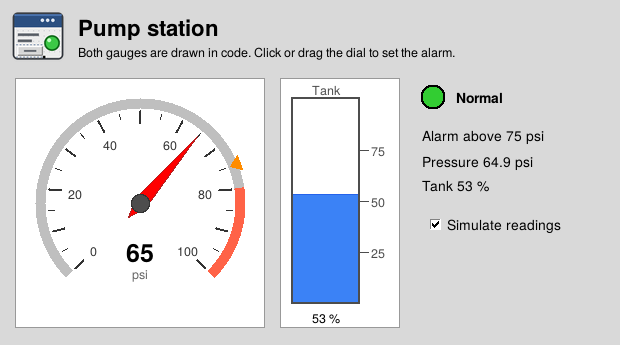 Pump station
Both gauges are drawn in code. Click or drag the dial to set the alarm.
Tank
Normal
40
60
Alarm above 75 psi
75
Pressure 64.9 psi
20
80
Tank 53 %
50
Simulate readings
0
65
100
25
psi
53 %